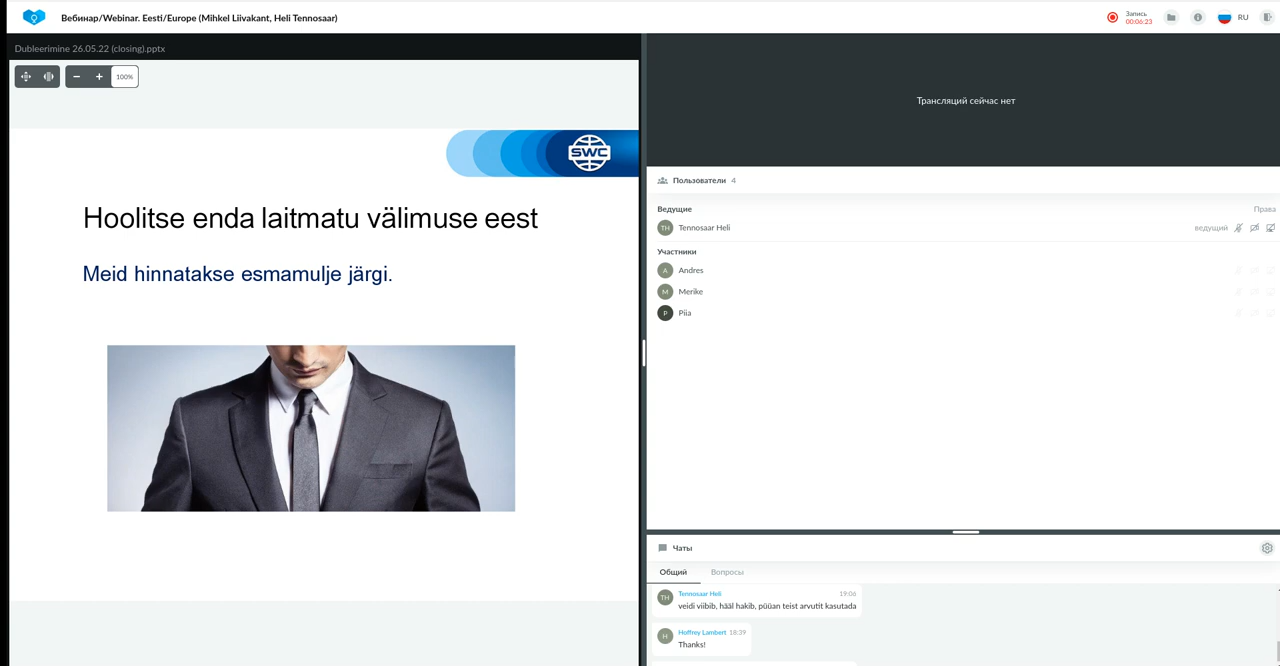 Вебинар/Webinar. Eesti/Europe (Mihkel Liivakant, Heli Tennosaar)
Запись
00:06:23
RU
Dubleerimine 26.05.22 (closing).pptx
100%
SWC
Hoolitse enda laitmatu välimuse eest
Meid hinnatakse esmamulje järgi.
Трансляций сейчас нет
Пользователи 4
Ведущие Права
TH Tennosaar Heli ведущий
Участники
A Andres
M Merike
P Piia
Чаты
Общий Вопросы
TH Tennosaar Heli 19:06
veidi viibib, hääl hakib, püüan teist arvutit kasutada
H Hoffrey Lambert 18:39
Thanks!